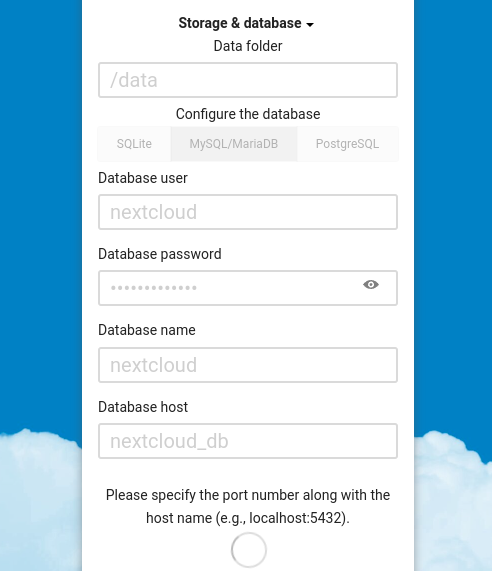 Storage & database
Data folder
/data
Configure the database
SQLite
MySQL/MariaDB
PostgreSQL
Database user
nextcloud
Database password
•••••••••••••
Database name
nextcloud
Database host
nextcloud_db
Please specify the port number along with the
host name (e.g., localhost:5432).